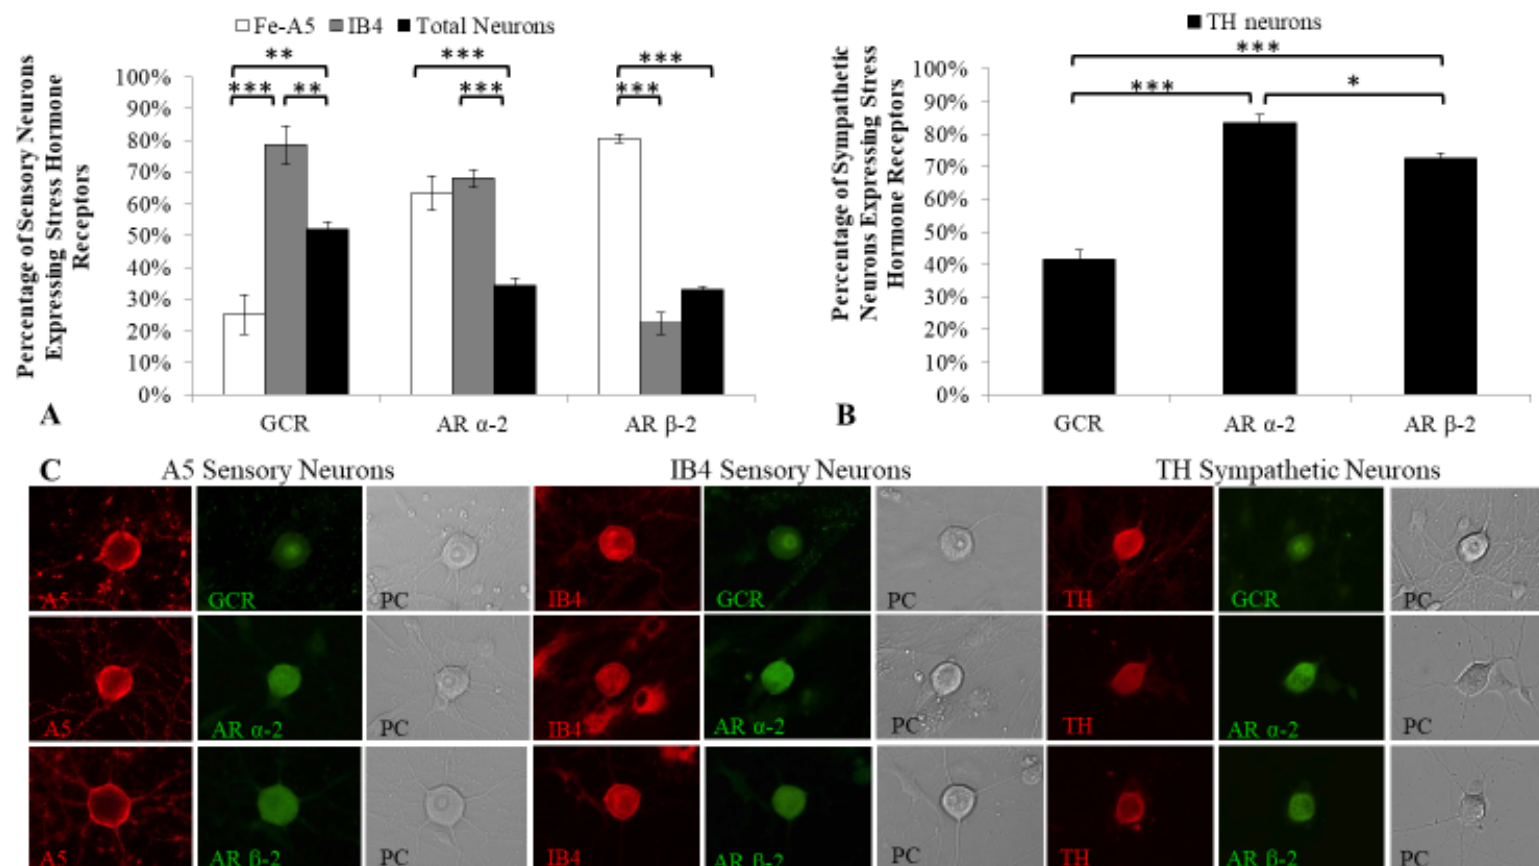 Fe-A5 IB4 Total Neurons
** 
*** 
*** 
*** ** 
*** 
***
Percentage of Sensory Neurons
Expressing Stress Hormone
Receptors
100%
90%
80%
70%
60%
50%
40%
30%
20%
10%
0%
GCR AR α-2 AR β-2
A
TH neurons
***
***
*
Percentage of Sympathetic
Neurons Expressing Stress
Hormone Receptors
100%
90%
80%
70%
60%
50%
40%
30%
20%
10%
0%
GCR AR α-2 AR β-2
B
C
A5 Sensory Neurons
IB4 Sensory Neurons
TH Sympathetic Neurons
A5 GCR PC IB4 GCR PC TH GCR PC
A5 AR α-2 PC IB4 AR α-2 PC TH AR α-2 PC
A5 AR β-2 PC IB4 AR β-2 PC TH AR β-2 PC